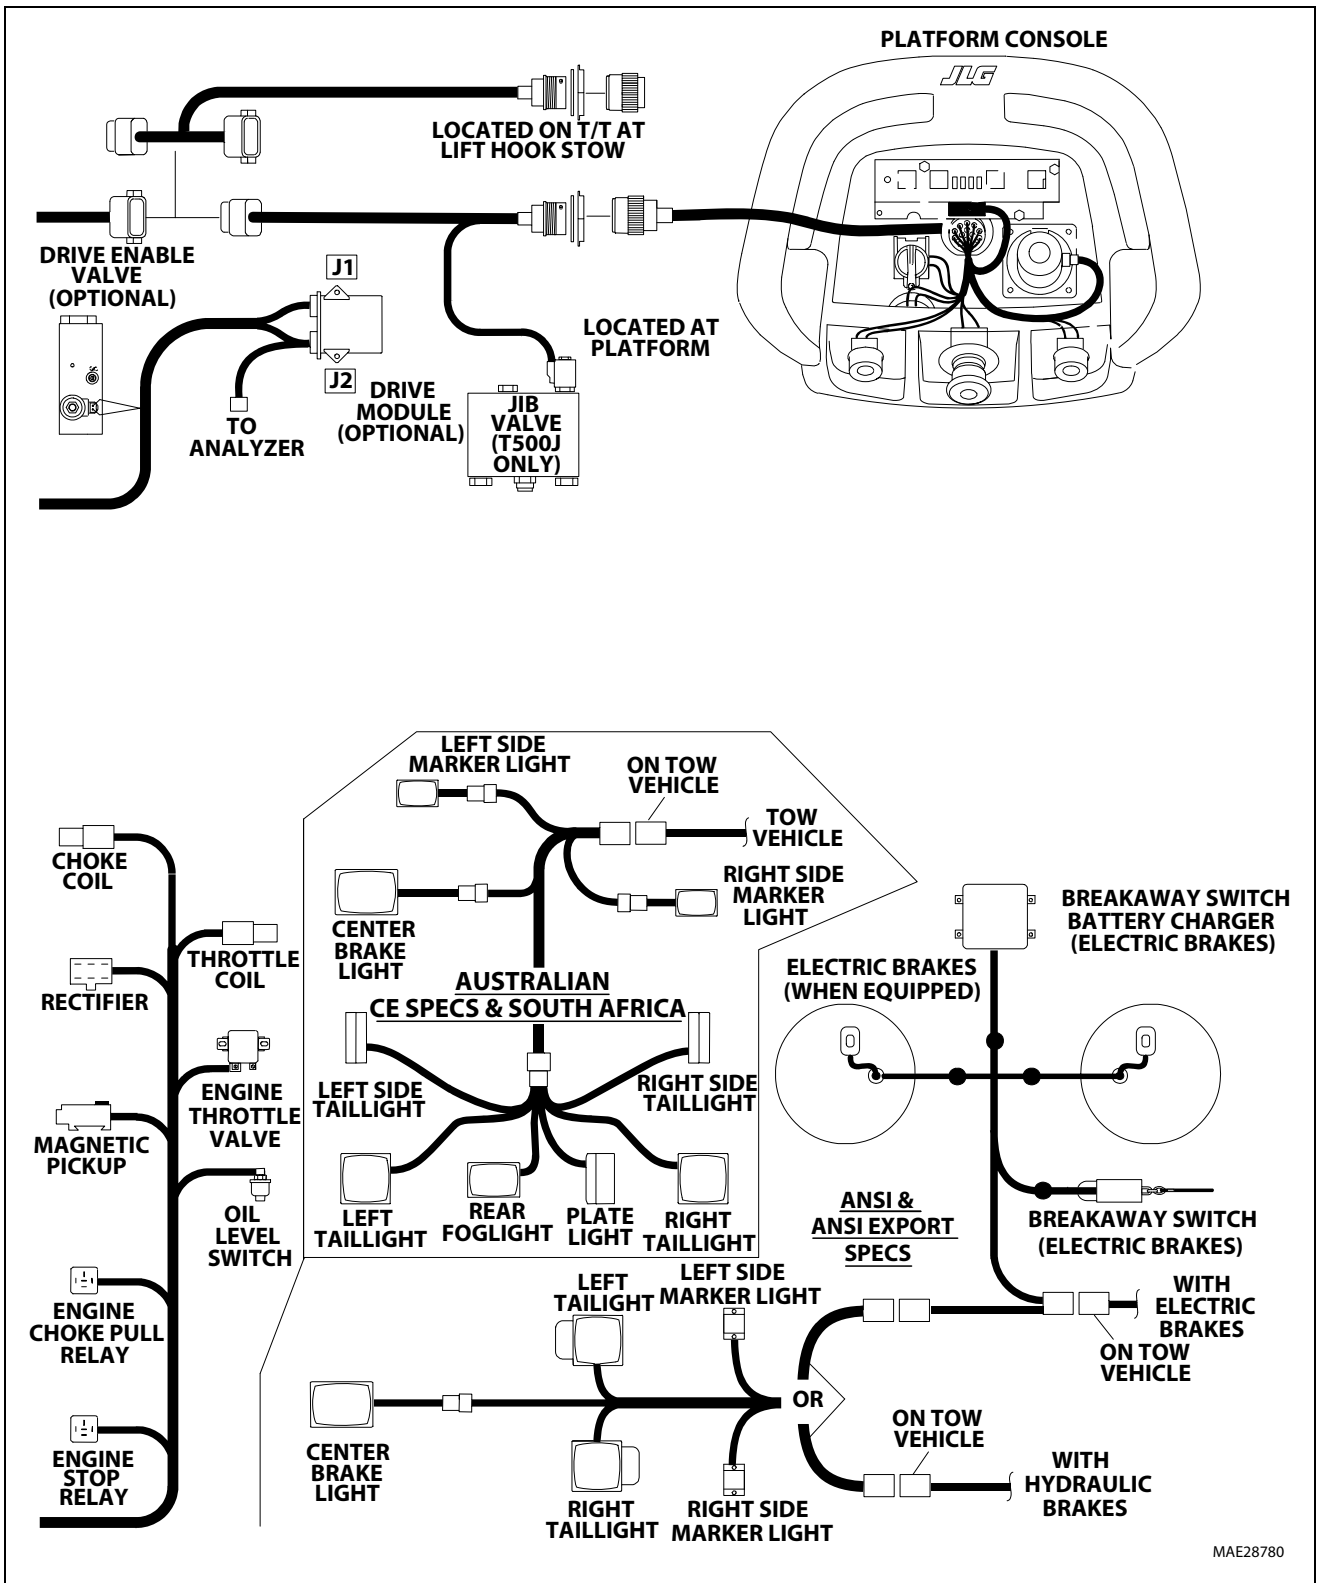 PLATFORM CONSOLE
JLG
LOCATED ON T/T AT
LIFT HOOK STOW
DRIVE ENABLE
VALVE
(OPTIONAL)
J1
J2
TO
ANALYZER
DRIVE
MODULE
(OPTIONAL)
LOCATED AT
PLATFORM
JIB
VALVE
(T500J
ONLY)
LEFT SIDE
MARKER LIGHT
ON TOW
VEHICLE
TOW
VEHICLE
CHOKE
COIL
CENTER
BRAKE
LIGHT
RIGHT SIDE
MARKER
LIGHT
BREAKAWAY SWITCH
BATTERY CHARGER
(ELECTRIC BRAKES)
THROTTLE
COIL
RECTIFIER
AUSTRALIAN
CE SPECS & SOUTH AFRICA
ELECTRIC BRAKES
(WHEN EQUIPPED)
ENGINE
THROTTLE
VALVE
LEFT SIDE
TAILLIGHT
RIGHT SIDE
TAILLIGHT
MAGNETIC
PICKUP
OIL
LEVEL
SWITCH
LEFT
TAILLIGHT
REAR
FOGLIGHT
PLATE
LIGHT
RIGHT
TAILLIGHT
ANSI &
ANSI EXPORT
SPECS
BREAKAWAY SWITCH
(ELECTRIC BRAKES)
ENGINE
CHOKE PULL
RELAY
LEFT
TAILIGHT
LEFT SIDE
MARKER LIGHT
WITH
ELECTRIC
BRAKES
ON TOW
VEHICLE
OR
ENGINE
STOP
RELAY
CENTER
BRAKE
LIGHT
RIGHT
TAILLIGHT
RIGHT SIDE
MARKER LIGHT
ON TOW
VEHICLE
WITH
HYDRAULIC
BRAKES
MAE28780